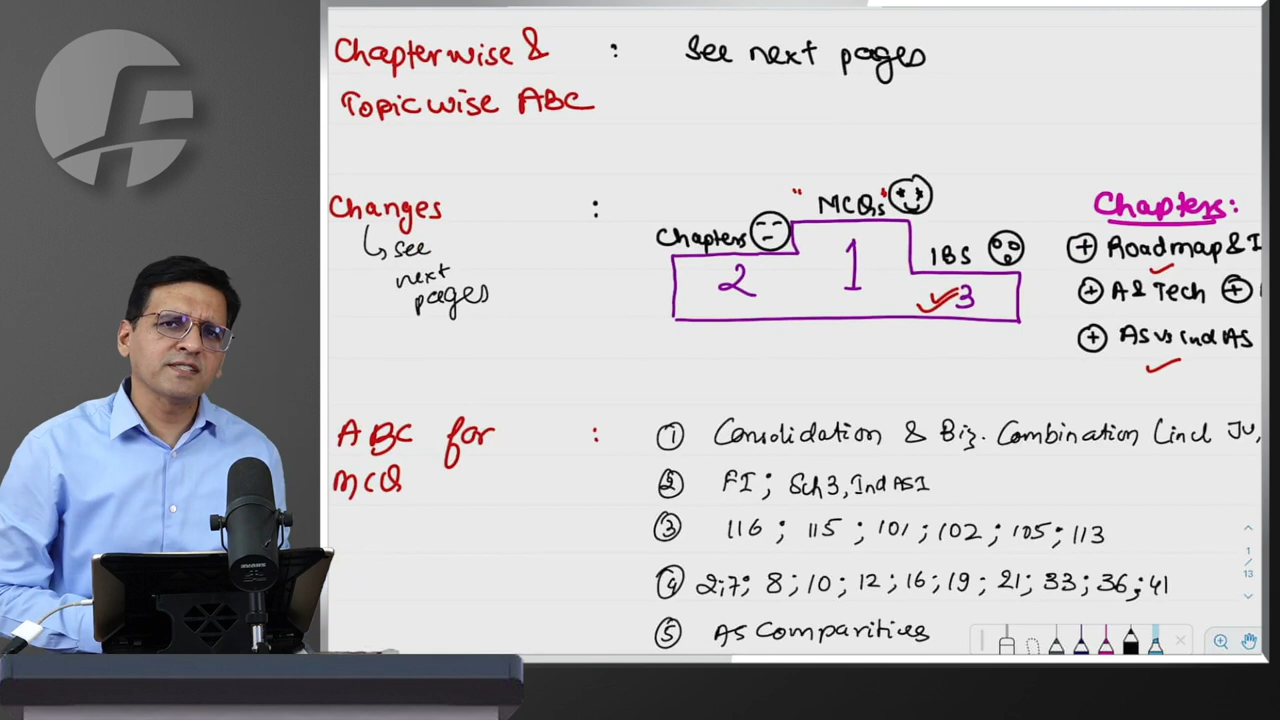 Chapterwise & : See next pages
Topicwise ABC
Changes :
see
next
pages
Chapters
"MCQs"
IBS
2
1
3
Chapters:
+ Roadmap & I
+ A & Tech +
+ AS vs Ind AS
ABC for :
MCQ
① Consolidation & Biz. Combination (incl JV,
② FI; Sch 3, Ind AS 1
③ 116; 115; 101; 102; 105; 113
④ 2; 7; 8; 10; 12; 16; 19; 21; 33; 36; 41
⑤ AS Comparities
1
/
13